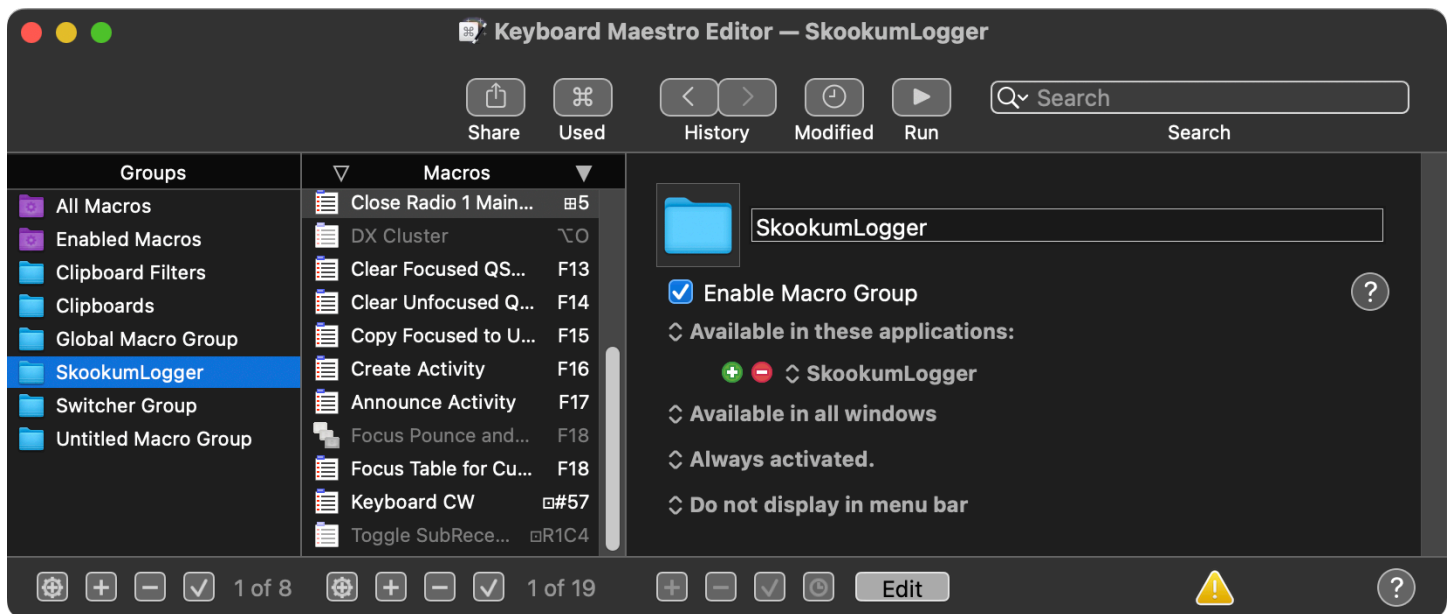 Keyboard Maestro Editor — SkookumLogger
Share Used History Modified Run Search
Search
Groups
All Macros
Enabled Macros
Clipboard Filters
Clipboards
Global Macro Group
SkookumLogger
Switcher Group
Untitled Macro Group
1 of 8
Macros
Close Radio 1 Main... ⊞5
DX Cluster ⌥O
Clear Focused QS... F13
Clear Unfocused Q... F14
Copy Focused to U... F15
Create Activity F16
Announce Activity F17
Focus Pounce and... F18
Focus Table for Cu... F18
Keyboard CW ⊡#57
Toggle SubRece... ⊡R1C4
1 of 19
SkookumLogger
Enable Macro Group
?
Available in these applications:
SkookumLogger
Available in all windows
Always activated.
Do not display in menu bar
Edit
?